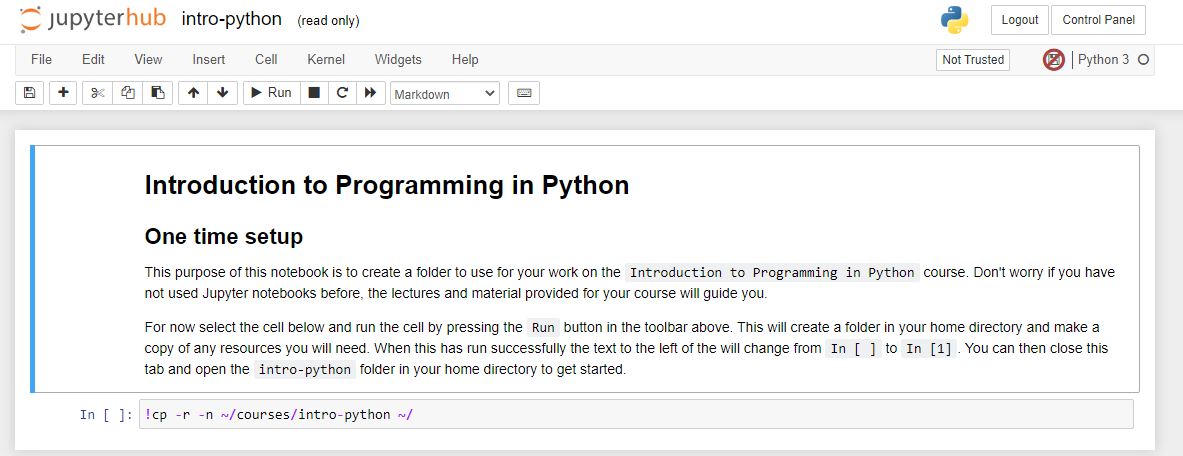 jupyterhub intro-python (read only) Logout Control Panel
File Edit View Insert Cell Kernel Widgets Help Not Trusted Python 3
Run Markdown
Introduction to Programming in Python
One time setup
This purpose of this notebook is to create a folder to use for your work on the Introduction to Programming in Python course. Don't worry if you have
not used Jupyter notebooks before, the lectures and material provided for your course will guide you.
For now select the cell below and run the cell by pressing the Run button in the toolbar above. This will create a folder in your home directory and make a
copy of any resources you will need. When this has run successfully the text to the left of the will change from In [ ] to In [1]. You can then close this
tab and open the intro-python folder in your home directory to get started.
In [ ]: !cp -r -n ~/courses/intro-python ~/